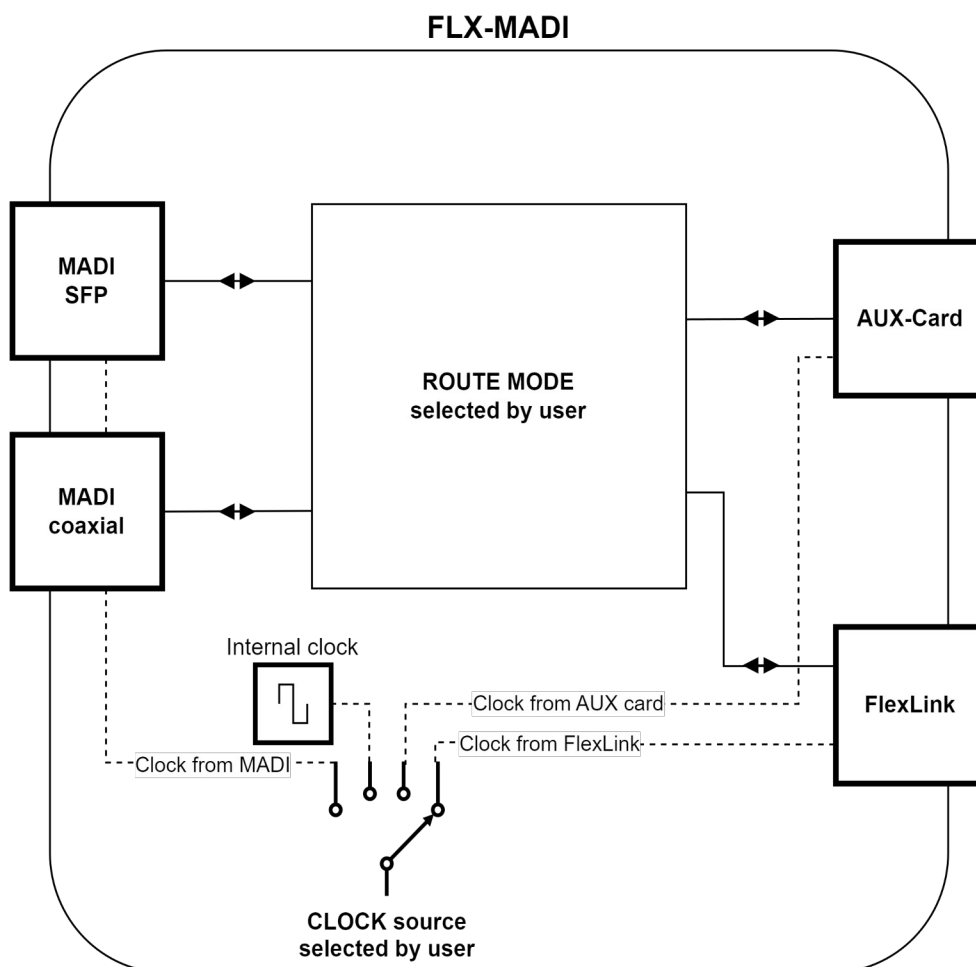 FLX-MADI
MADI
SFP
AUX-Card
ROUTE MODE
selected by user
MADI
coaxial
Internal clock
Clock from AUX card
FlexLink
Clock from FlexLink
Clock from MADI
CLOCK source
selected by user